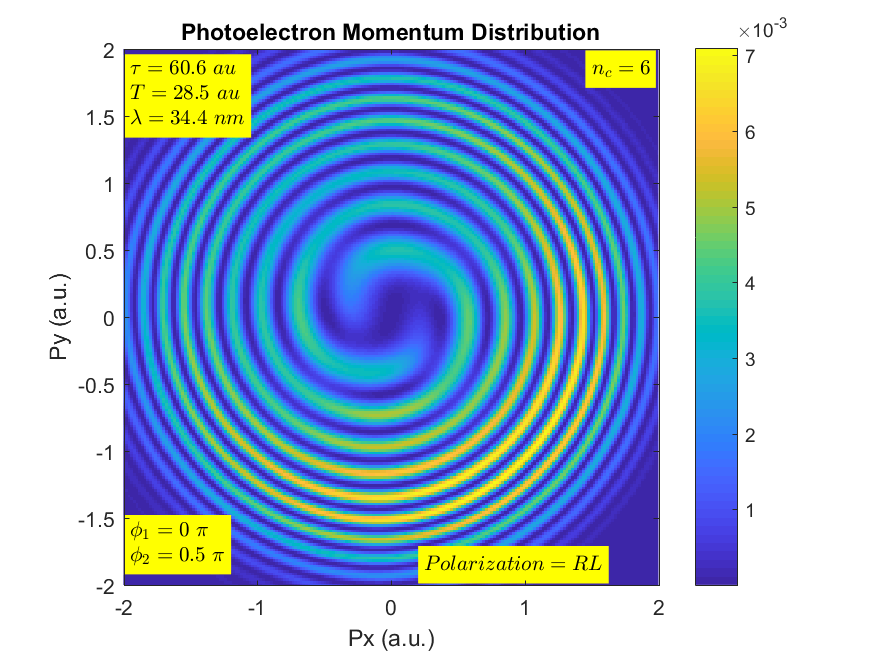 Photoelectron Momentum Distribution
×10⁻³
τ = 60.6 au
T = 28.5 au
λ = 34.4 nm
n_c = 6
ϕ₁ = 0 π
ϕ₂ = 0.5 π
Polarization = RL
2
1.5
1
0.5
0
-0.5
-1
-1.5
-2
Py (a.u.)
-2
-1
0
1
2
Px (a.u.)
7
6
5
4
3
2
1